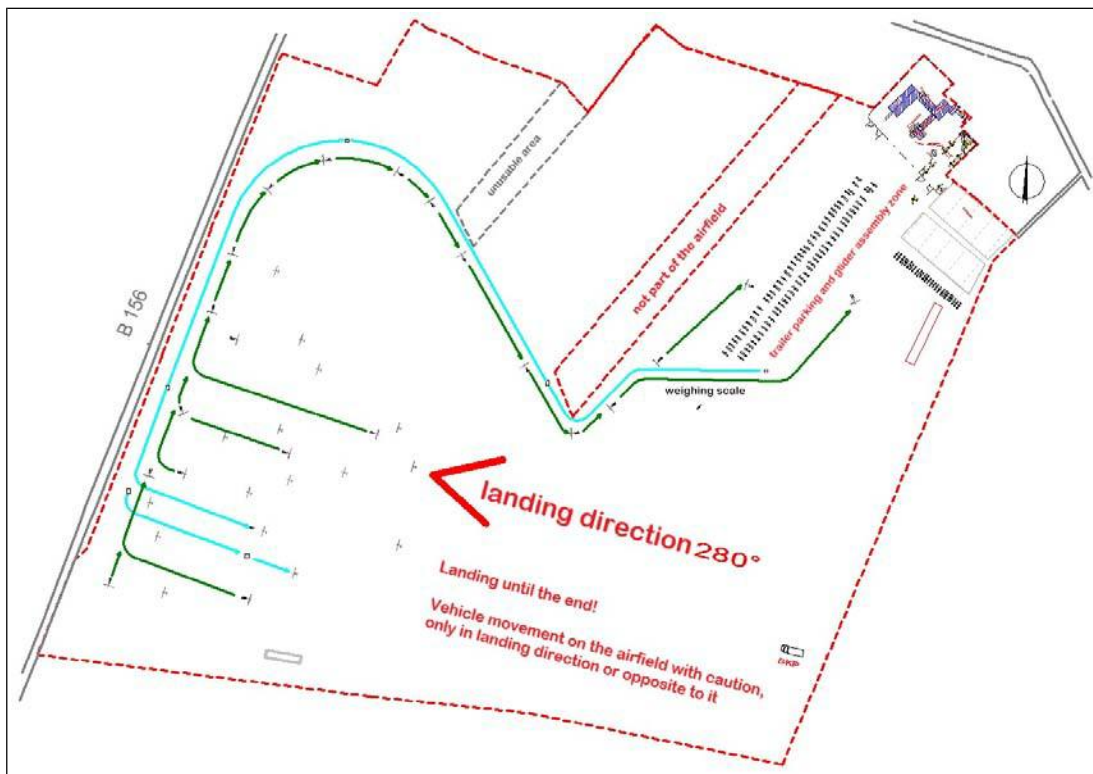 unusable area
B 156
not part of the airfield
trailer parking and glider assembly zone
weighing scale
landing direction 280°
Landing until the end!
Vehicle movement on the airfield with caution,
only in landing direction or opposite to it